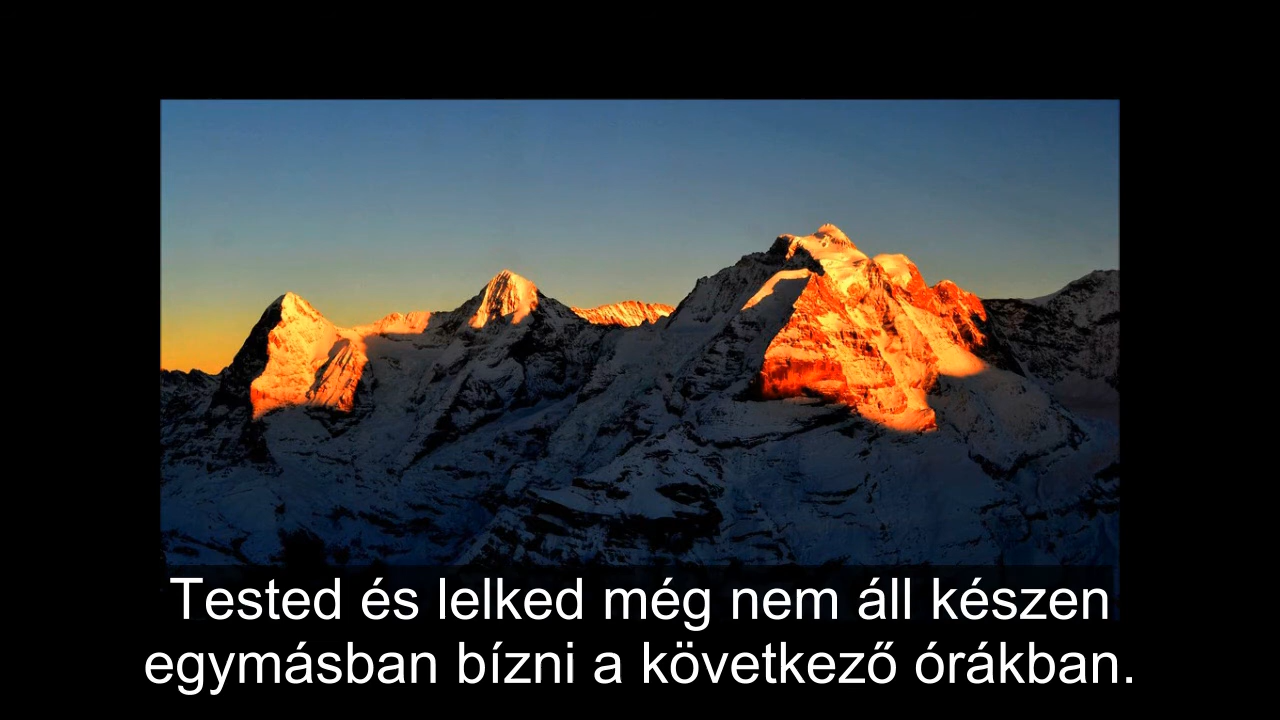 Tested és lelked még nem áll készen
egymásban bízni a következő órákban.